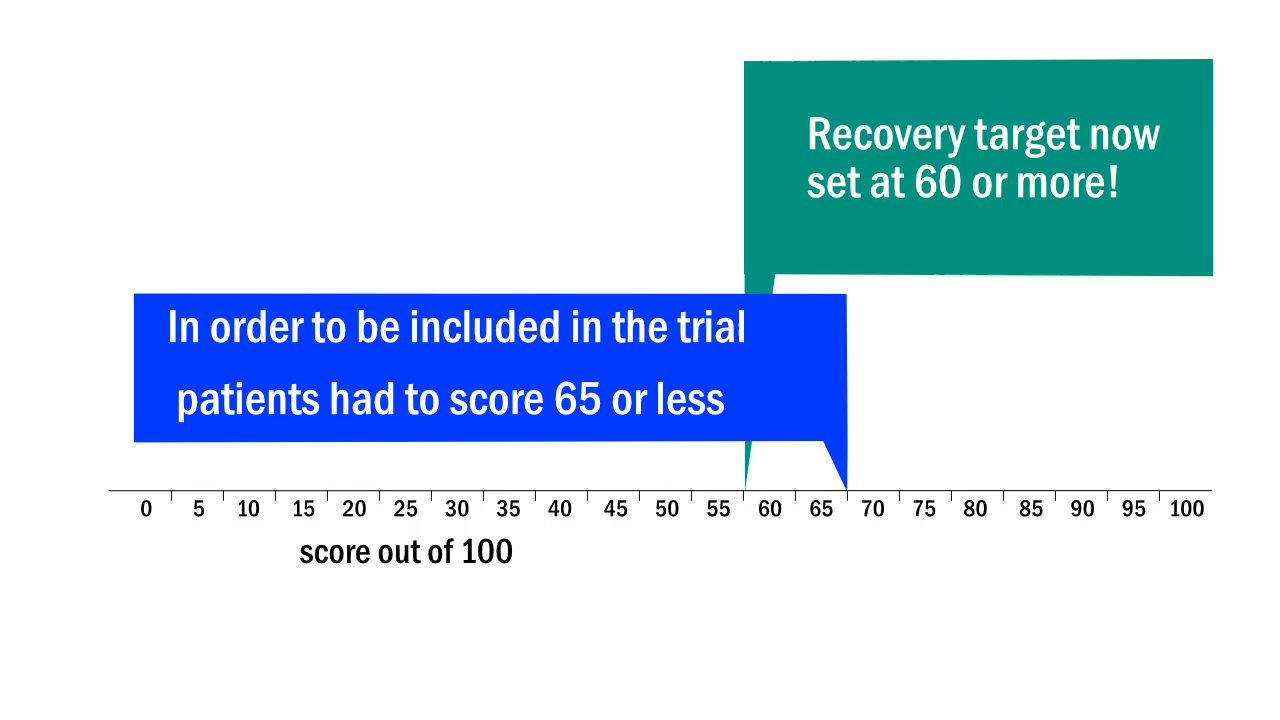 Recovery target now
set at 60 or more!
In order to be included in the trial
patients had to score 65 or less
0 5 10 15 20 25 30 35 40 45 50 55 60 65 70 75 80 85 90 95 100
score out of 100